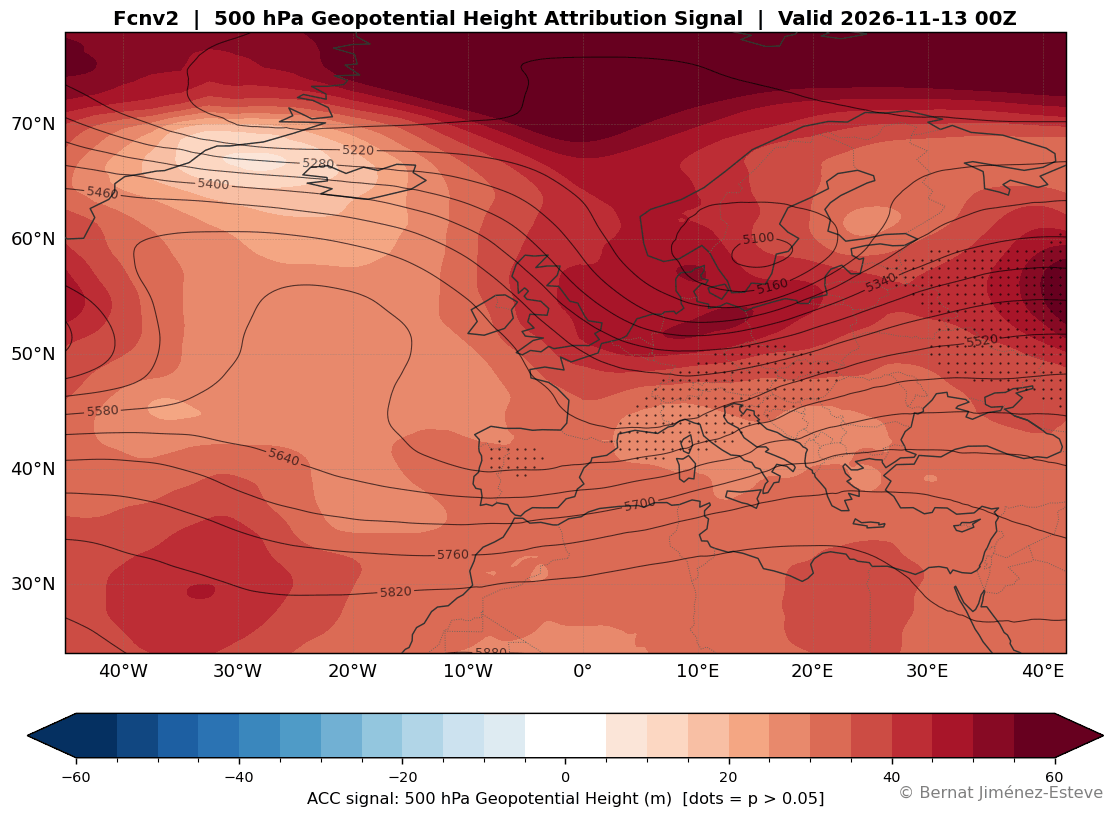 Fcnv2 | 500 hPa Geopotential Height Attribution Signal | Valid 2026-11-13 00Z
70°N
60°N
50°N
40°N
30°N
5220
5280
5400
5460
5100
5160
5340
5520
5580
5640
5700
5760
5820
5880
40°W 30°W 20°W 10°W 0° 10°E 20°E 30°E 40°E
−60 −40 −20 0 20 40 60
ACC signal: 500 hPa Geopotential Height (m) [dots = p > 0.05]
© Bernat Jiménez-Esteve